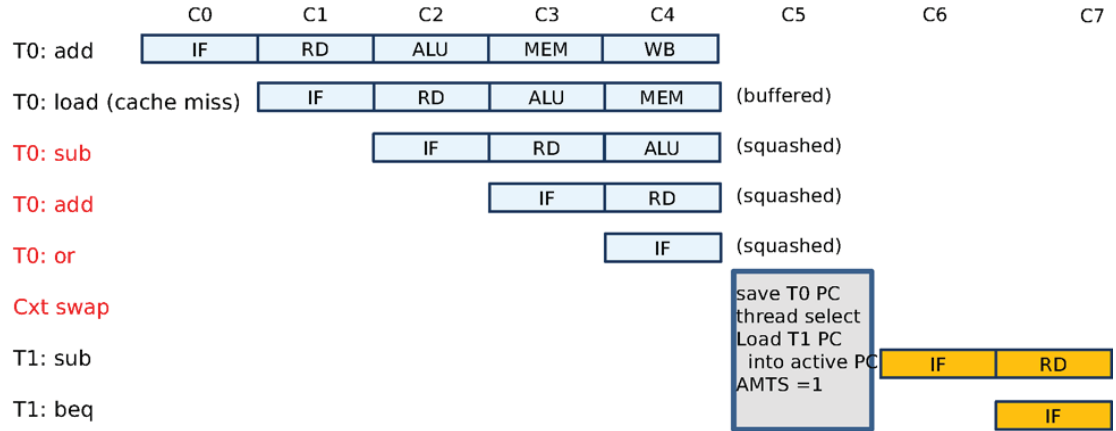 C0 C1 C2 C3 C4 C5 C6 C7
T0: add IF RD ALU MEM WB
T0: load (cache miss) IF RD ALU MEM (buffered)
T0: sub IF RD ALU (squashed)
T0: add IF RD (squashed)
T0: or IF (squashed)
Cxt swap
save T0 PC
thread select
Load T1 PC
into active PC
AMTS =1
T1: sub IF RD
T1: beq IF